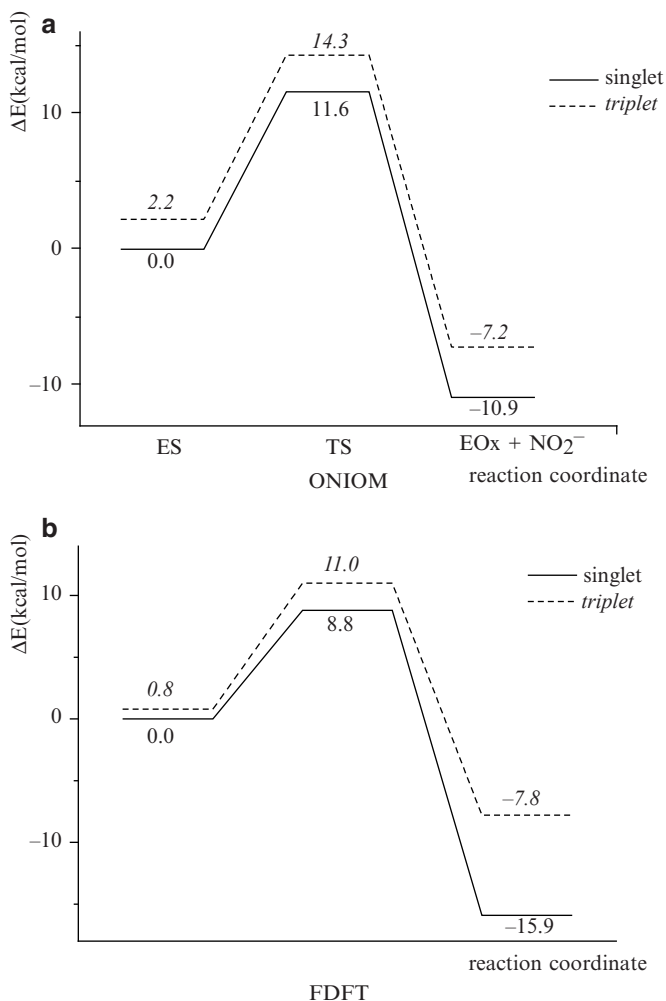 a
ΔE(kcal/mol)
14.3
singlet
triplet
10
11.6
2.2
0
0.0
–7.2
–10
–10.9
ES
TS
EOx + NO₂⁻
ONIOM
reaction coordinate
b
ΔE(kcal/mol)
11.0
singlet
triplet
10
8.8
0.8
0
0.0
–7.8
–10
–15.9
reaction coordinate
FDFT